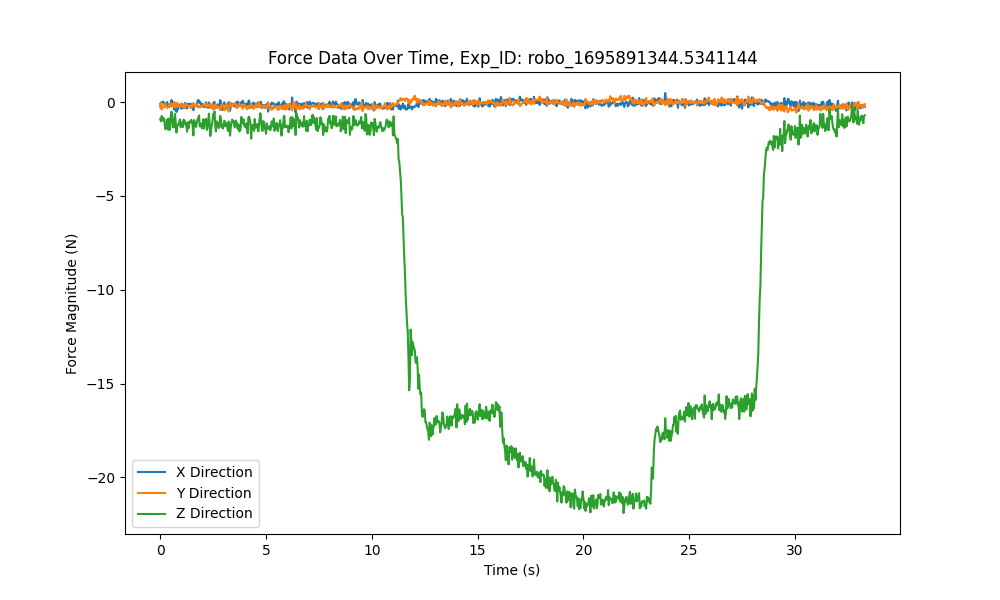 Force Data Over Time, Exp_ID: robo_1695891344.5341144
Force Magnitude (N)
0
−5
−10
−15
−20
X Direction
Y Direction
Z Direction
0 5 10 15 20 25 30
Time (s)